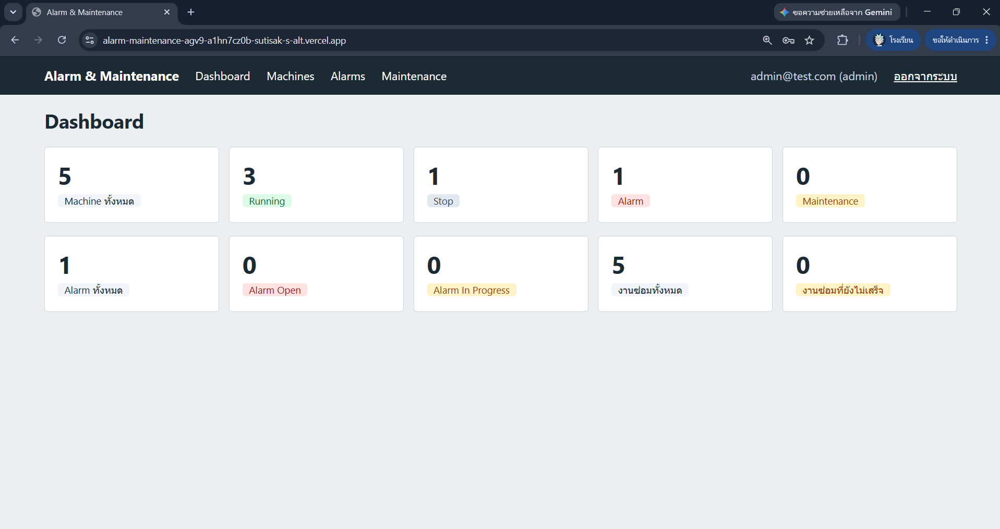 Alarm & Maintenance
ขอความช่วยเหลือจาก Gemini
alarm-maintenance-agv9-a1hn7cz0b-sutisak-s-alt.vercel.app
โรงเรียน
ขอให้ดำเนินการ
Alarm & Maintenance
Dashboard
Machines
Alarms
Maintenance
admin@test.com (admin)
ออกจากระบบ
Dashboard
5
Machine ทั้งหมด
3
Running
1
Stop
1
Alarm
0
Maintenance
1
Alarm ทั้งหมด
0
Alarm Open
0
Alarm In Progress
5
งานซ่อมทั้งหมด
0
งานซ่อมที่ยังไม่เสร็จ